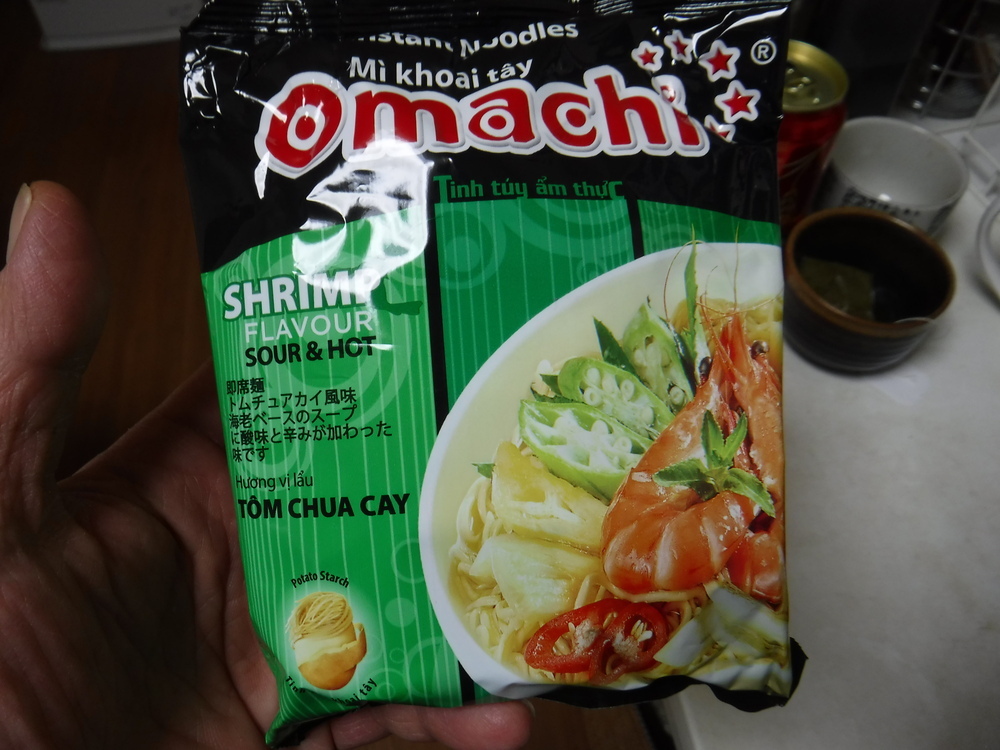 Instant Noodles
Mì khoai tây
Omachi ®
Tinh túy ẩm thực
SHRIMP
FLAVOUR
SOUR & HOT
即席麺
トムチュアカイ風味
海老ベースのスープ
に酸味と辛みが加わった
味です
Hương vị lẩu
TÔM CHUA CAY
Potato Starch